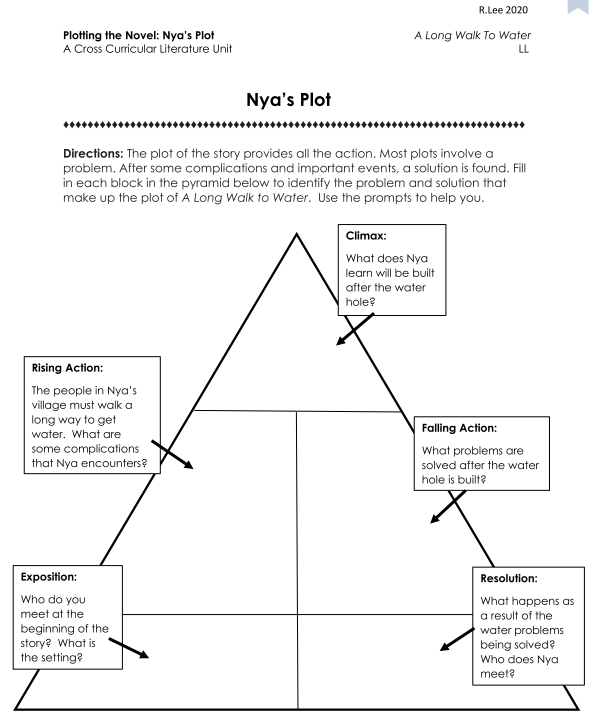 R.Lee 2020
Plotting the Novel: Nya's Plot
A Long Walk To Water
A Cross Curricular Literature Unit
LL
Nya's Plot
Directions: The plot of the story provides all the action. Most plots involve a
problem. After some complications and important events, a solution is found. Fill
in each block in the pyramid below to identify the problem and solution that
make up the plot of A Long Walk to Water. Use the prompts to help you.
Climax:
What does Nya
learn will be built
after the water
hole?
Rising Action:
The people in Nya's
village must walk a
long way to get
water. What are
some complications
that Nya encounters?
Falling Action:
What problems are
solved after the water
hole is built?
Exposition:
Who do you
meet at the
beginning of the
story? What is
the setting?
Resolution:
What happens as
a result of the
water problems
being solved?
Who does Nya
meet?